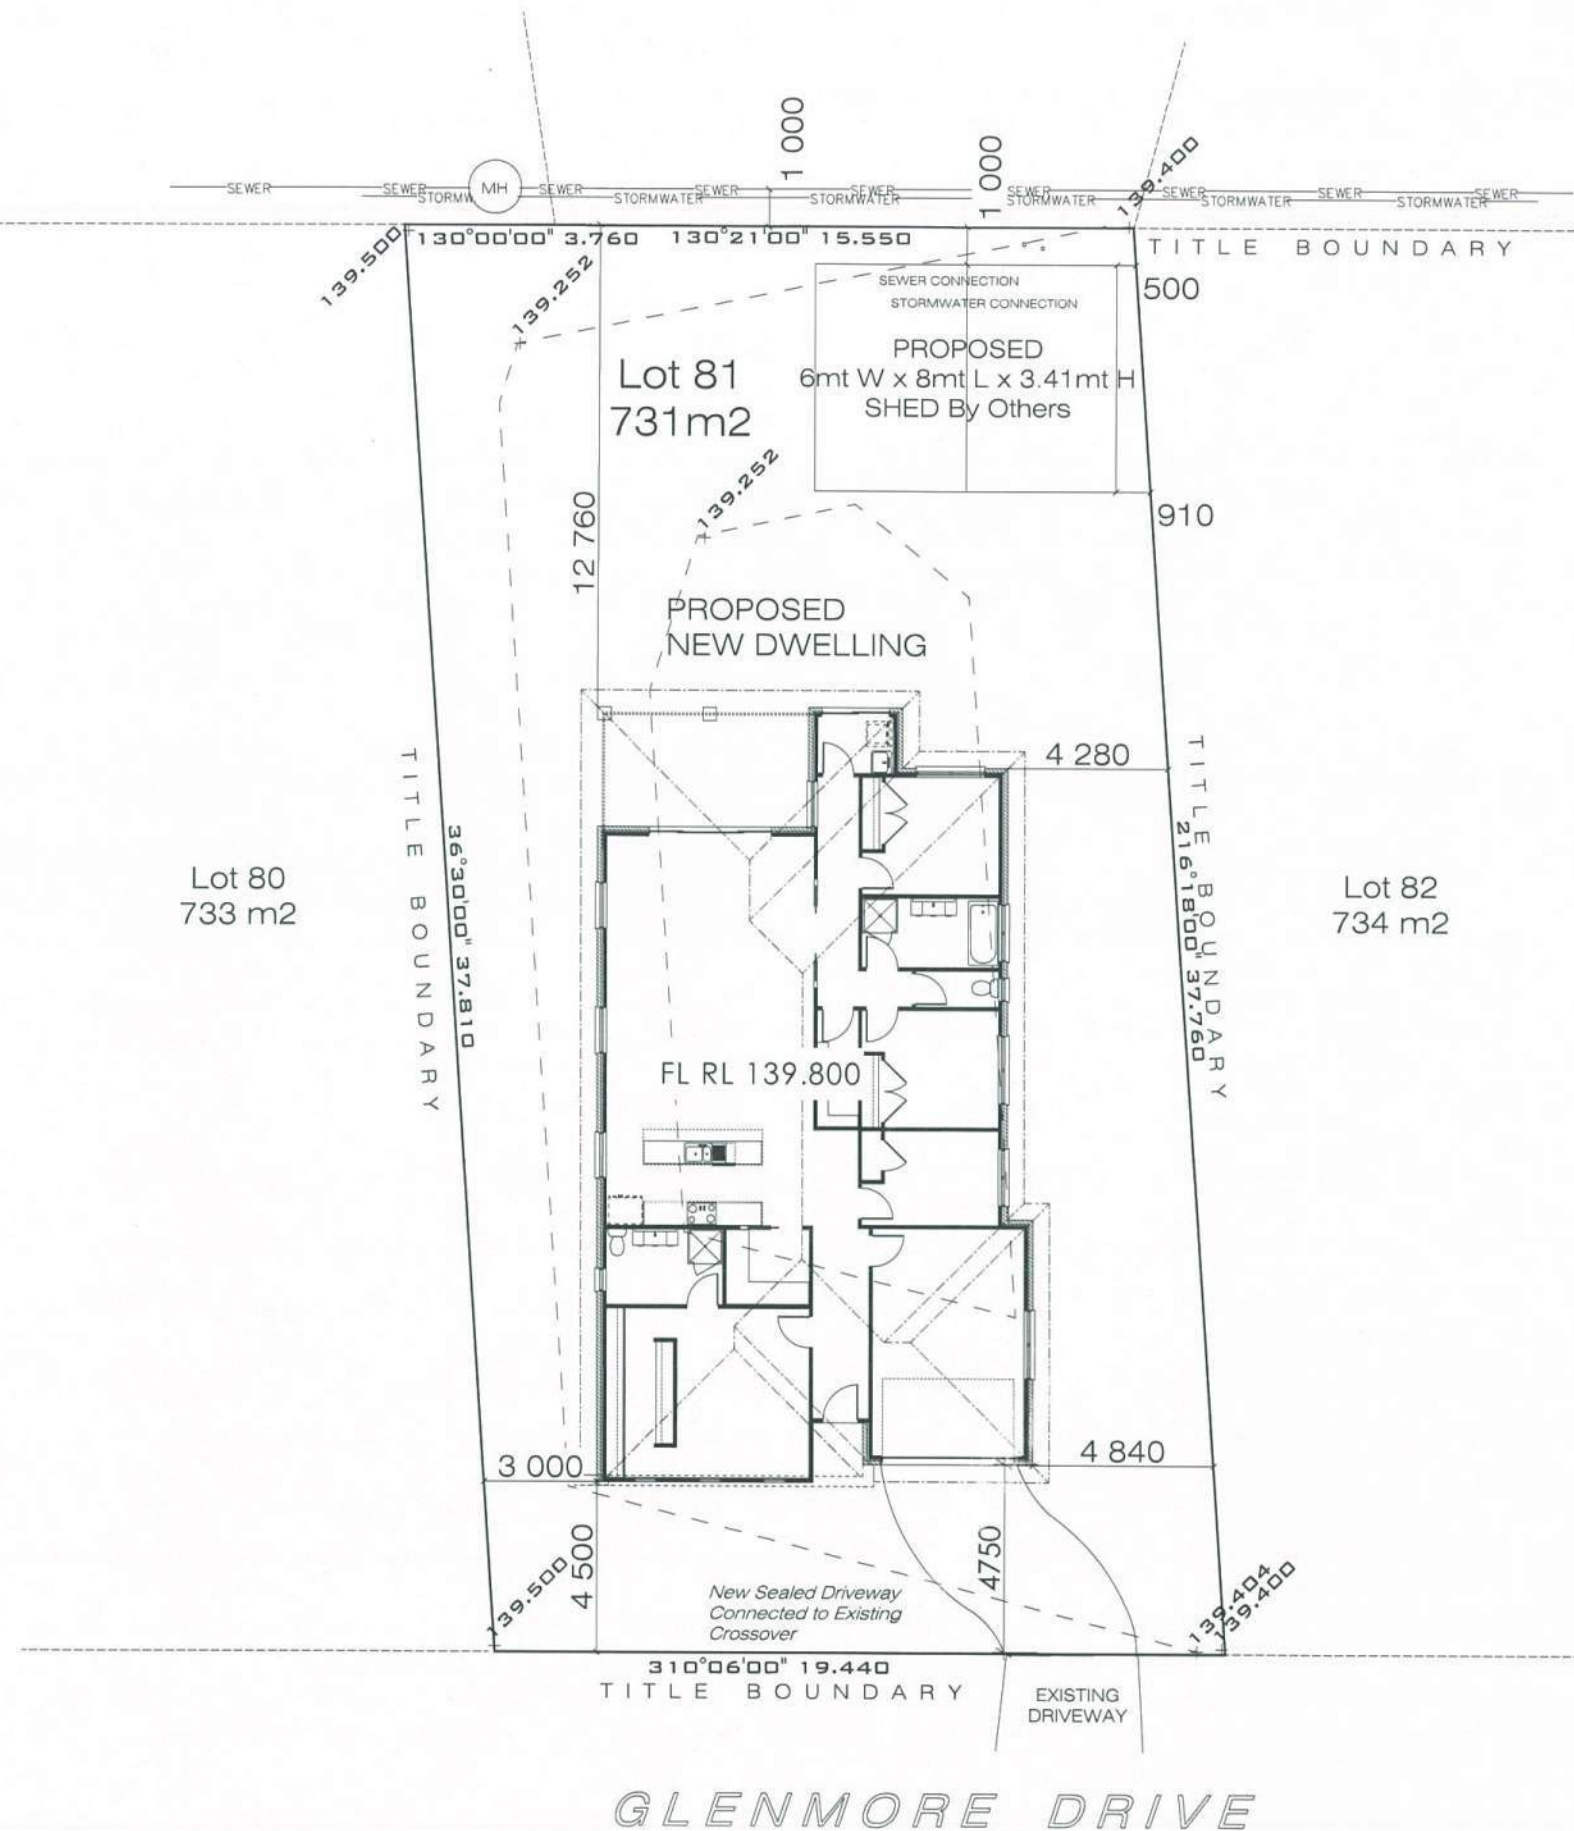 1 000
1 000
139.400
SEWER SEWER SEWER SEWER SEWER SEWER SEWER SEWER SEWER
STORMW STORMWATER STORMWATER STORMWATER STORMWATER STORMWATER
MH
139.500
130°00'00" 3.760 130°21'00" 15.550
TITLE BOUNDARY
139.252
SEWER CONNECTION
STORMWATER CONNECTION
500
PROPOSED
6mt W x 8mt L x 3.41mt H
SHED By Others
Lot 81
731m2
139.252
12 760
910
PROPOSED
NEW DWELLING
4 280
TITLE BOUNDARY
36°30'00" 37.810
TITLE BOUNDARY
216°18'00" 37.760
Lot 80
733 m2
Lot 82
734 m2
FL RL 139.800
3 000
4 840
4 500
4750
139.500
139.404
139.400
New Sealed Driveway
Connected to Existing
Crossover
310°06'00" 19.440
TITLE BOUNDARY
EXISTING
DRIVEWAY
GLENMORE DRIVE